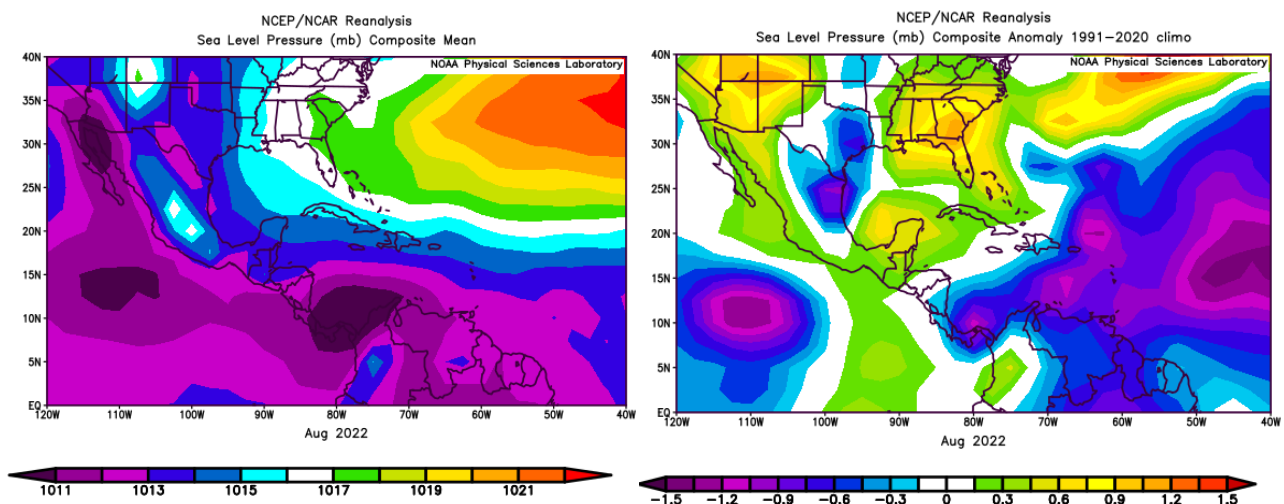 NCEP/NCAR Reanalysis
Sea Level Pressure (mb) Composite Mean
NOAA Physical Sciences Laboratory
40N
35N
30N
25N
20N
15N
10N
5N
EQ
120W 110W 100W 90W 80W 70W 60W 50W 40W
Aug 2022
1011 1013 1015 1017 1019 1021
NCEP/NCAR Reanalysis
Sea Level Pressure (mb) Composite Anomaly 1991-2020 climo
NOAA Physical Sciences Laboratory
40N
35N
30N
25N
20N
15N
10N
5N
EQ
120W 110W 100W 90W 80W 70W 60W 50W 40W
Aug 2022
-1.5 -1.2 -0.9 -0.6 -0.3 0 0.3 0.6 0.9 1.2 1.5